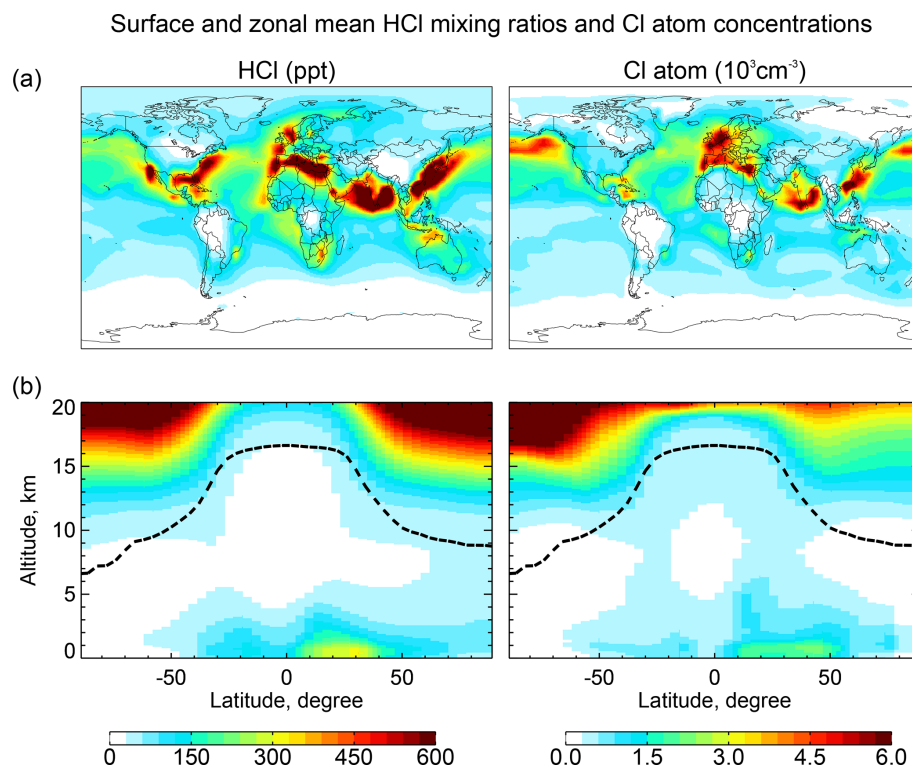 Surface and zonal mean HCl mixing ratios and Cl atom concentrations
(a)
HCl (ppt)
Cl atom (10³cm⁻³)
(b)
20
15
10
5
0
Altitude, km
-50 0 50
-50 0 50
Latitude, degree
Latitude, degree
0 150 300 450 600
0.0 1.5 3.0 4.5 6.0